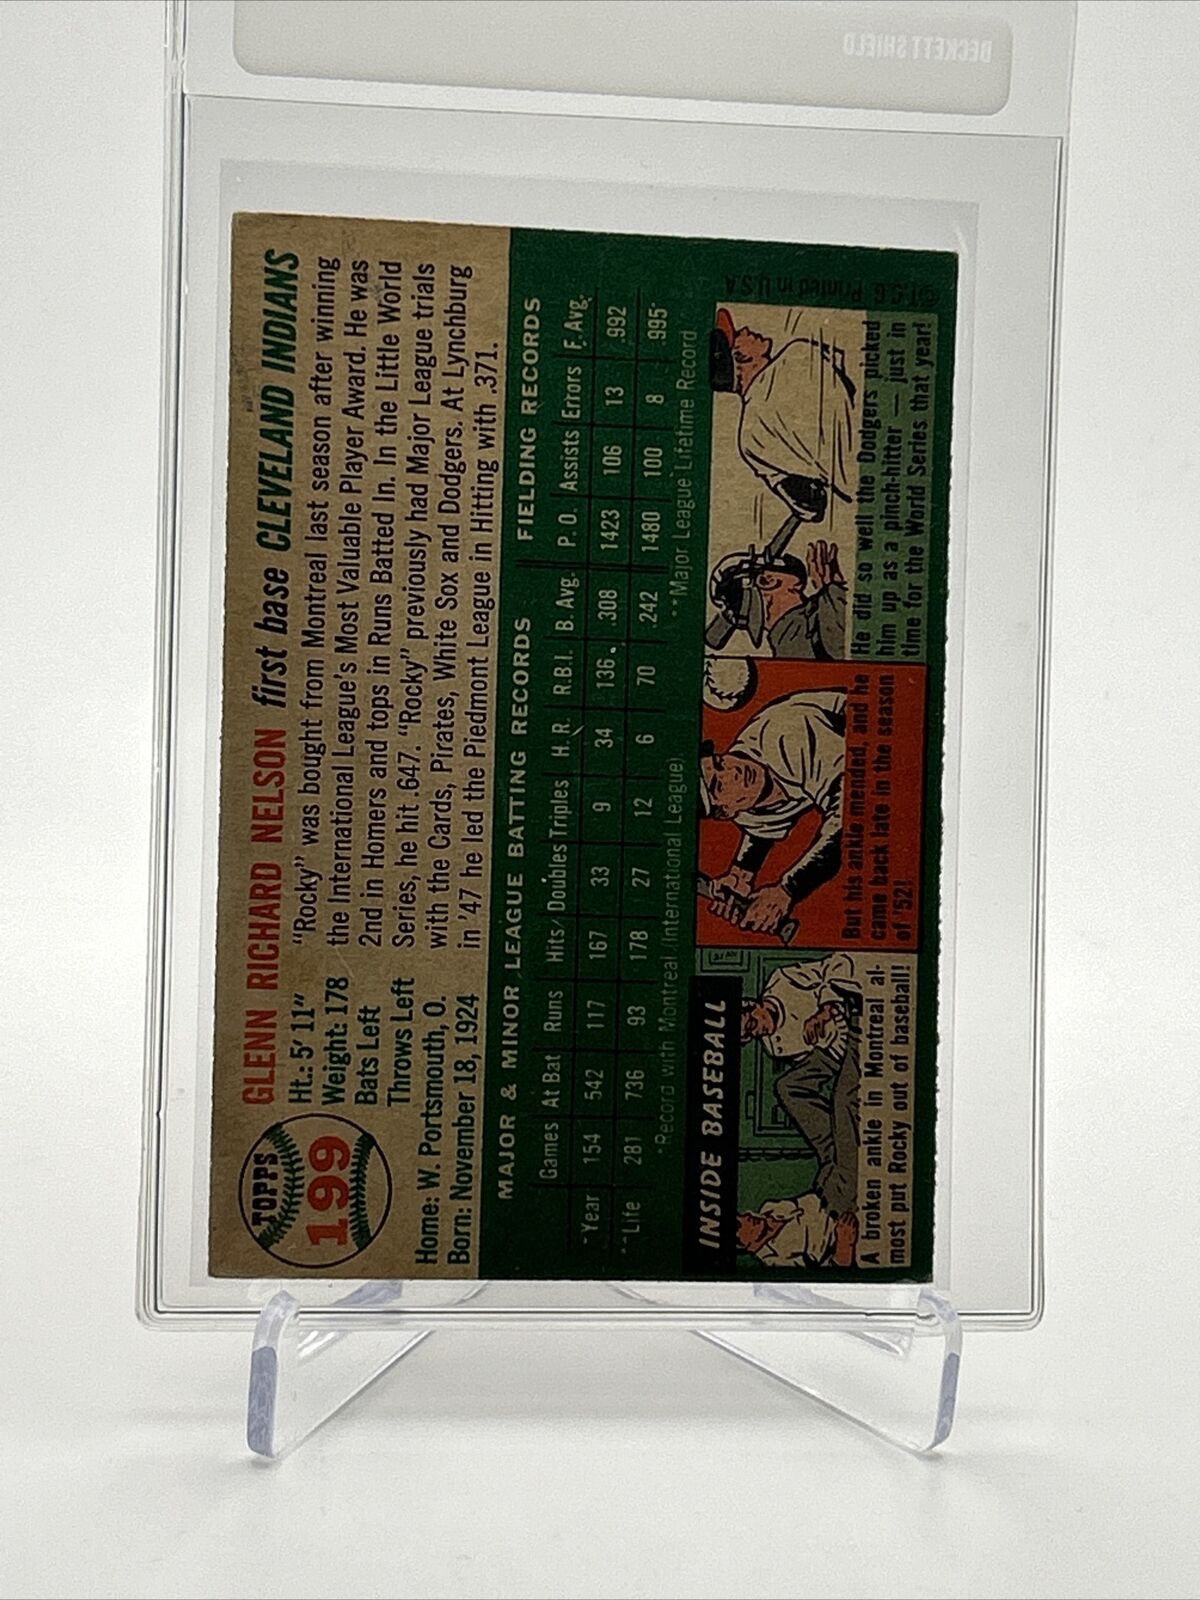 BECKETT SHIELD
TOPPS
199
GLENN RICHARD NELSON first base CLEVELAND INDIANS
Ht.: 5' 11"
Weight: 178
Bats Left
Throws Left
Home: W. Portsmouth, O.
Born: November 18, 1924
"Rocky" was bought from Montreal last season after winning
the International League's Most Valuable Player Award. He was
2nd in Homers and tops in Runs Batted In. In the Little World
Series, he hit .647. "Rocky" previously had Major League trials
with the Cards, Pirates, White Sox and Dodgers. At Lynchburg
in '47 he led the Piedmont League in Hitting with .371.
MAJOR & MINOR LEAGUE BATTING RECORDS FIELDING RECORDS
Games At Bat Runs Hits Doubles Triples H. R. R.B.I. B. Avg. P. O. Assists Errors F. Avg.
*Year 154 542 117 167 33 9 34 136 .308 1423 106 13 .992
**Life 281 736 93 178 27 12 6 70 .242 1480 100 8 .995
*Record with Montreal (International League) **Major League Lifetime Record
INSIDE BASEBALL
A broken ankle in Montreal al-
most put Rocky out of baseball!
But his ankle mended, and he
came back late in the season
of '52!
He did so well the Dodgers picked
him up as a pinch-hitter — just in
time for the World Series that year!
©T.C.G. Printed in U.S.A